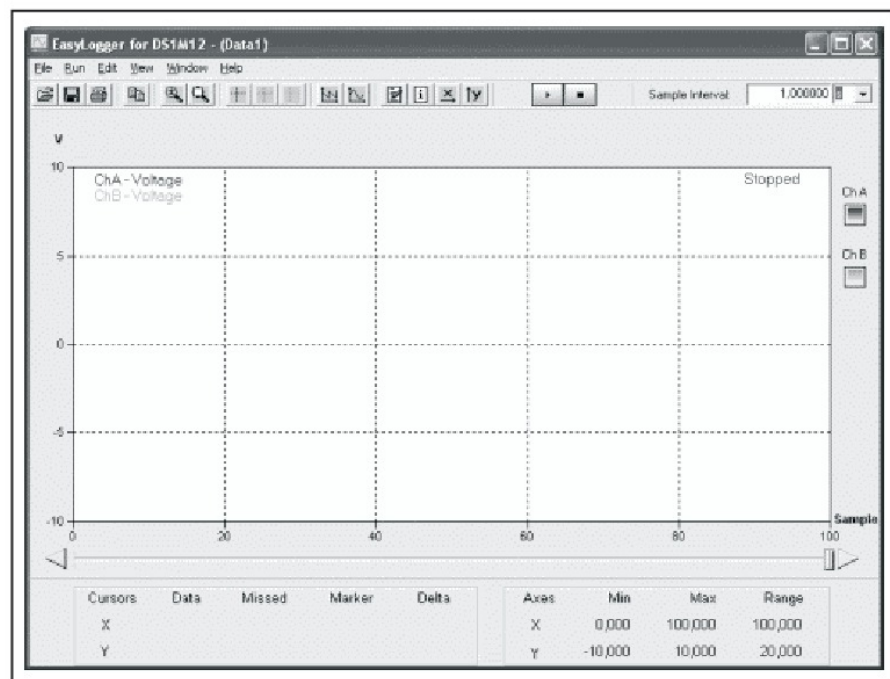 EasyLogger for DS1M12 - (Data1)
File Run Edit View Window Help
Sample Interval: 1,000000
V
10
ChA - Voltage
Stopped
ChB - Voltage
Ch A
5
Ch B
0
-5
-10
Sample
0 20 40 60 80 100
Cursors Data Missed Marker Delta
X
Y
Axes Min Max Range
X 0,000 100,000 100,000
Y -10,000 10,000 20,000